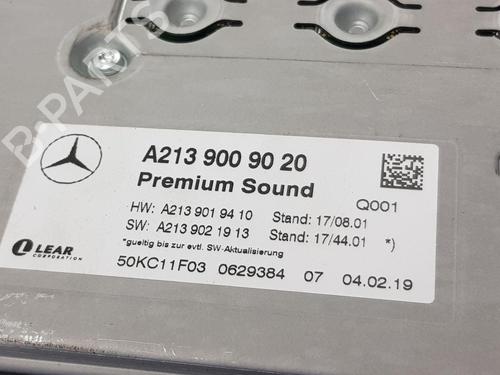 B-PARTS
A213 900 90 20
Premium Sound
Q001
HW: A213 901 94 10 Stand: 17/08.01
SW: A213 902 19 13 Stand: 17/44.01 *)
*gueltig bis zur evtl. SW-Aktualisierung
LEAR
CORPORATION
50KC11F03 0629384 07 04.02.19